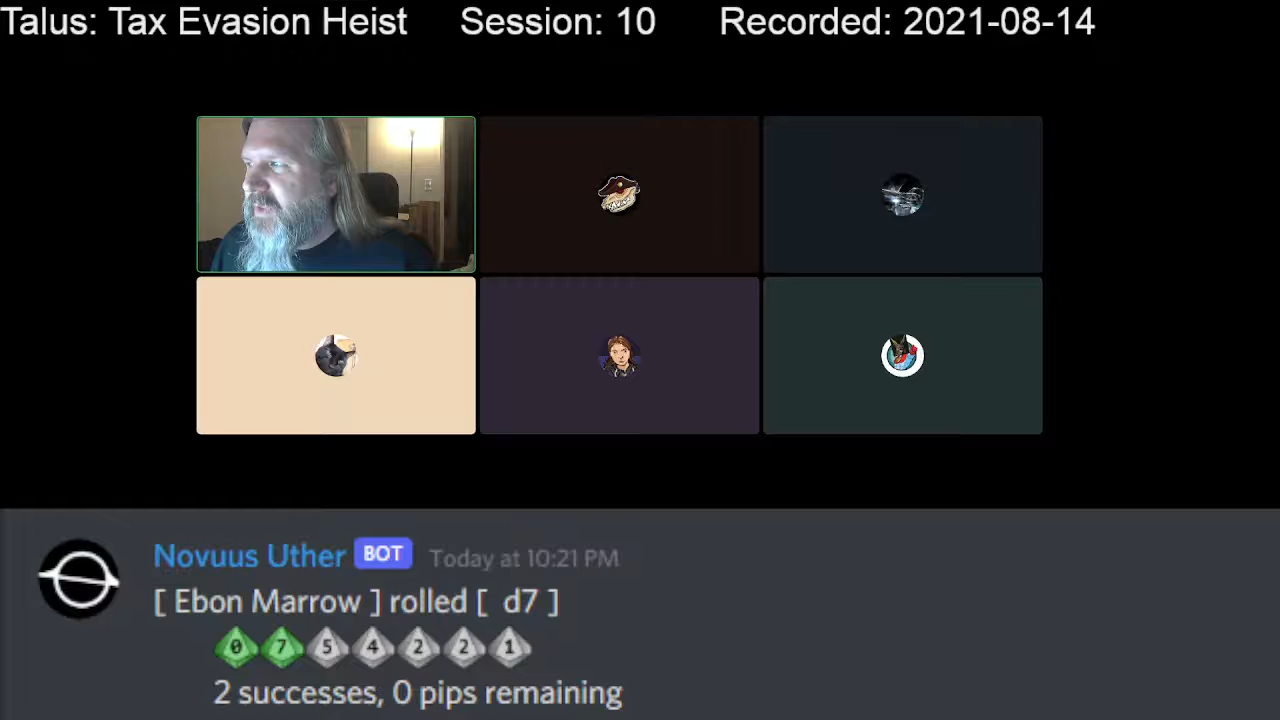 Talus: Tax Evasion Heist Session: 10 Recorded: 2021-08-14
Novuus Uther BOT Today at 10:21 PM
[ Ebon Marrow ] rolled [ d7 ]
0 7 5 4 2 2 1
2 successes, 0 pips remaining